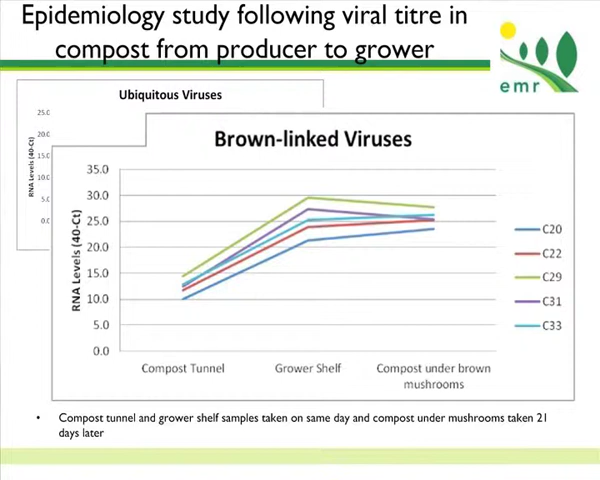 Epidemiology study following viral titre in
compost from producer to grower
emr
Ubiquitous Viruses
25.0
20.0
15.0
10.0
5.0
0.0
RNA Levels (40-Ct)
Brown-linked Viruses
35.0
30.0
25.0
20.0
15.0
10.0
5.0
0.0
RNA Levels (40-Ct)
C20
C22
C29
C31
C33
Compost Tunnel
Grower Shelf
Compost under brown
mushrooms
• Compost tunnel and grower shelf samples taken on same day and compost under mushrooms taken 21
days later